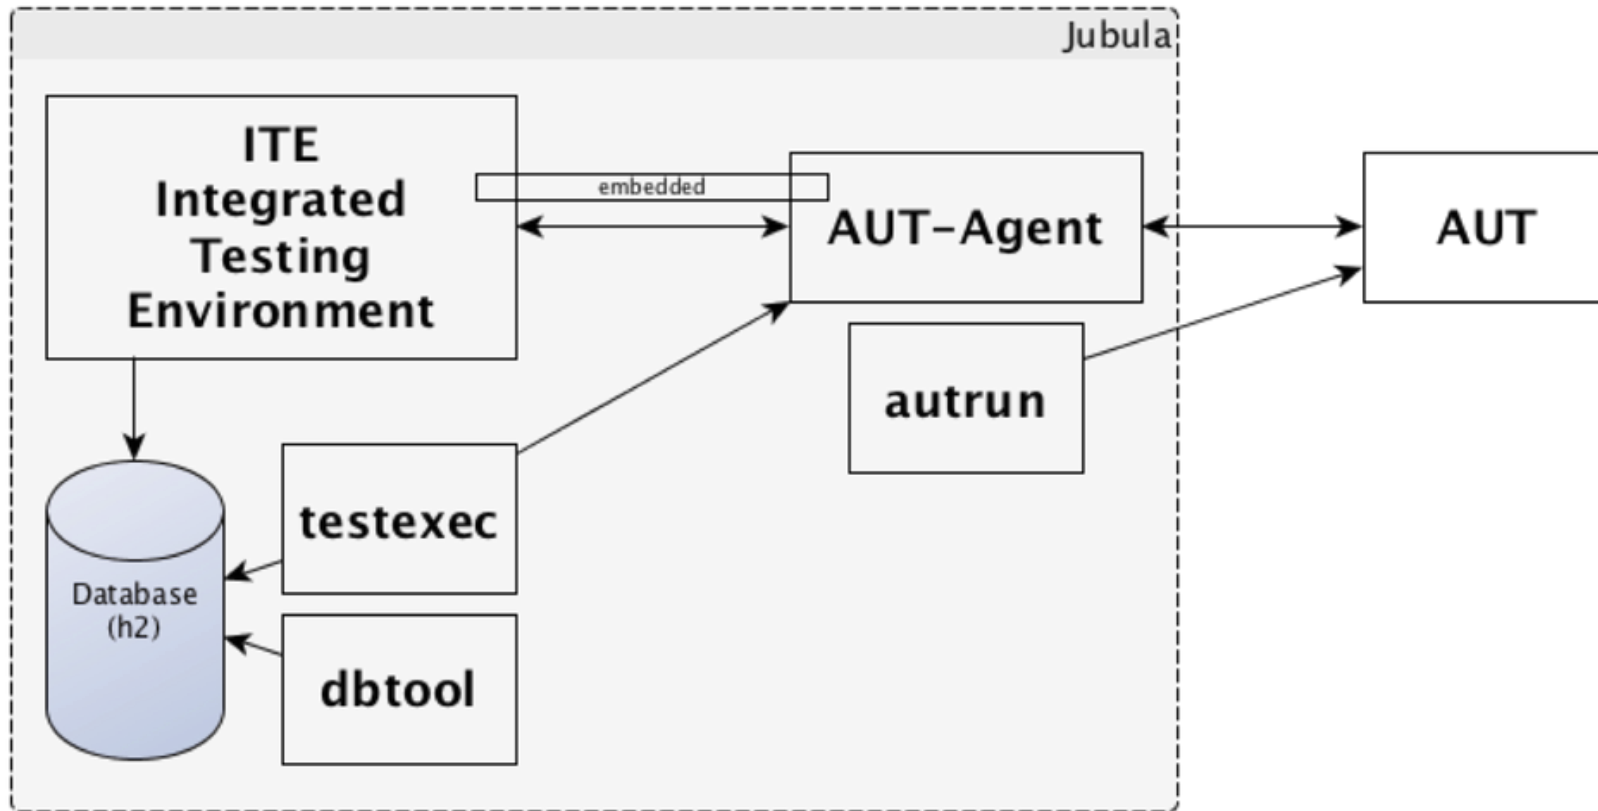 Jubula
ITE
Integrated
Testing
Environment
embedded
AUT-Agent
AUT
autrun
testexec
Database
(h2)
dbtool